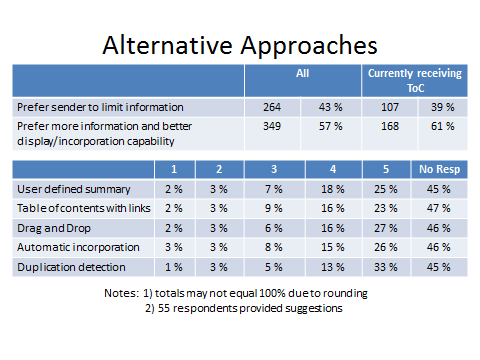 Alternative Approaches
All Currently receiving ToC
Prefer sender to limit information 264 43 % 107 39 %
Prefer more information and better display/incorporation capability 349 57 % 168 61 %
1 2 3 4 5 No Resp
User defined summary 2 % 3 % 7 % 18 % 25 % 45 %
Table of contents with links 2 % 3 % 9 % 16 % 23 % 47 %
Drag and Drop 2 % 3 % 6 % 16 % 27 % 46 %
Automatic incorporation 3 % 3 % 8 % 15 % 26 % 46 %
Duplication detection 1 % 3 % 5 % 13 % 33 % 45 %
Notes: 1) totals may not equal 100% due to rounding
2) 55 respondents provided suggestions